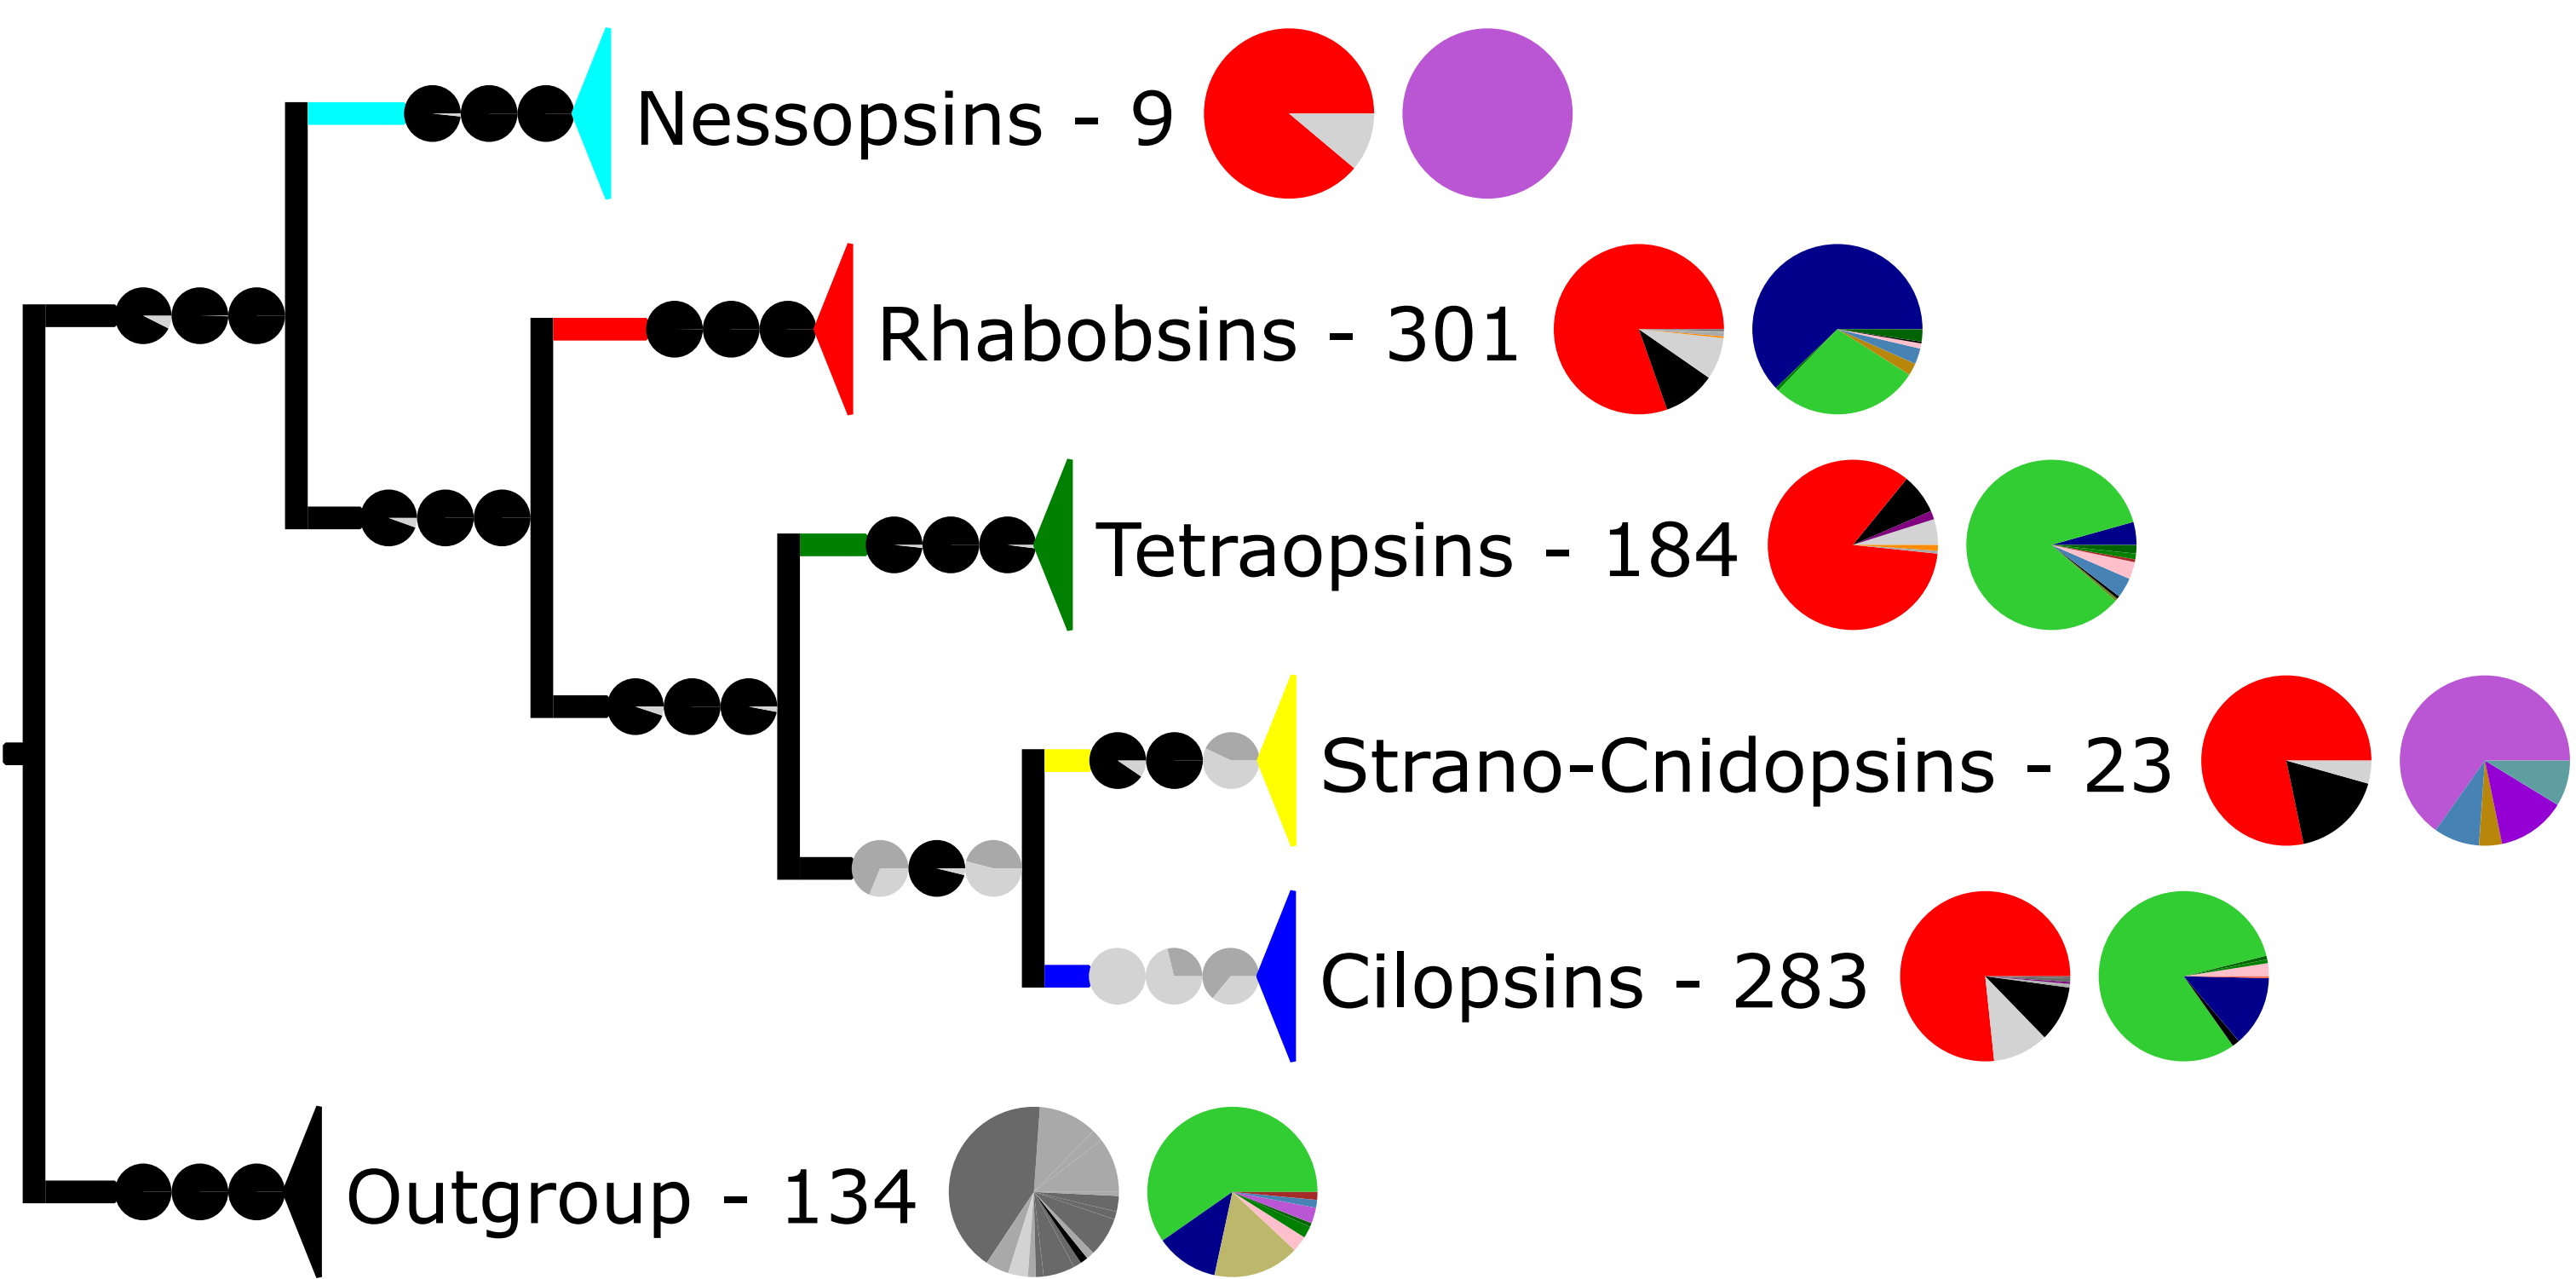 Nessopsins - 9
Rhabobsins - 301
Tetraopsins - 184
Strano-Cnidopsins - 23
Cilopsins - 283
Outgroup - 134